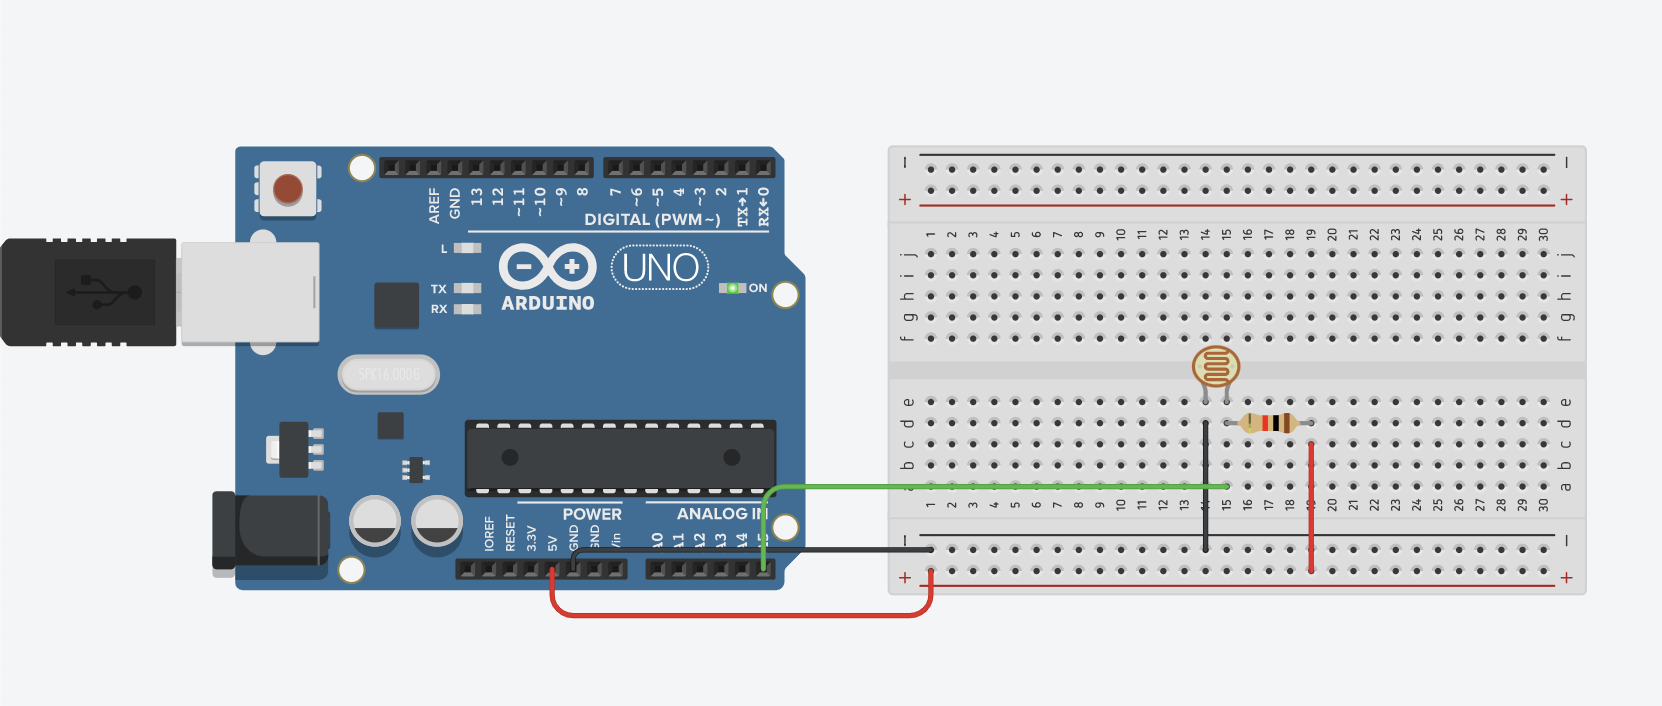 AREF
GND
13
12
~11
~10
~9
8
7
~6
~5
4
~3
2
TX→1
RX←0
DIGITAL (PWM~)
L
TX
RX
ARDUINO
UNO
ON
SPK16.000G
IOREF
RESET
3.3V
5V
GND
GND
Vin
POWER
ANALOG IN
A0
A1
A2
A3
A4
− −
+ +
1 2 3 4 5 6 7 8 9 10 11 12 13 14 15 16 17 18 19 20 21 22 23 24 25 26 27 28 29 30
j j
i i
h h
g g
f f
e e
d d
c c
b b
a
1 2 3 4 5 6 7 8 9 10 11 12 13 14 15 16 17 18 19 20 21 22 23 24 25 26 27 28 29 30
− −
+ +